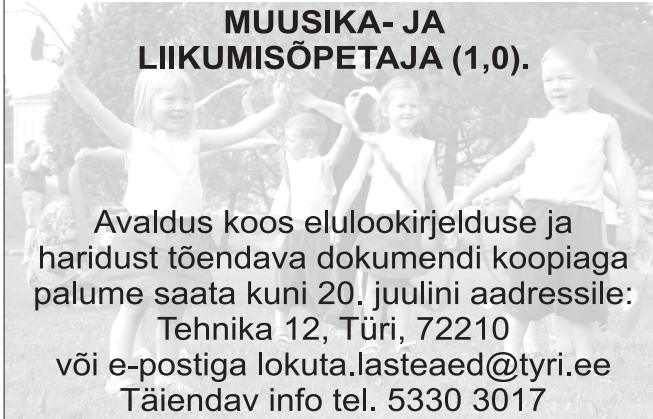 MUUSIKA- JA
LIIKUMISÕPETAJA (1,0).
Avaldus koos elulookirjelduse ja
haridust tõendava dokumendi koopiaga
palume saata kuni 20. juulini aadressile:
Tehnika 12, Türi, 72210
või e-postiga lokuta.lasteaed@tyri.ee
Täiendav info tel. 5330 3017